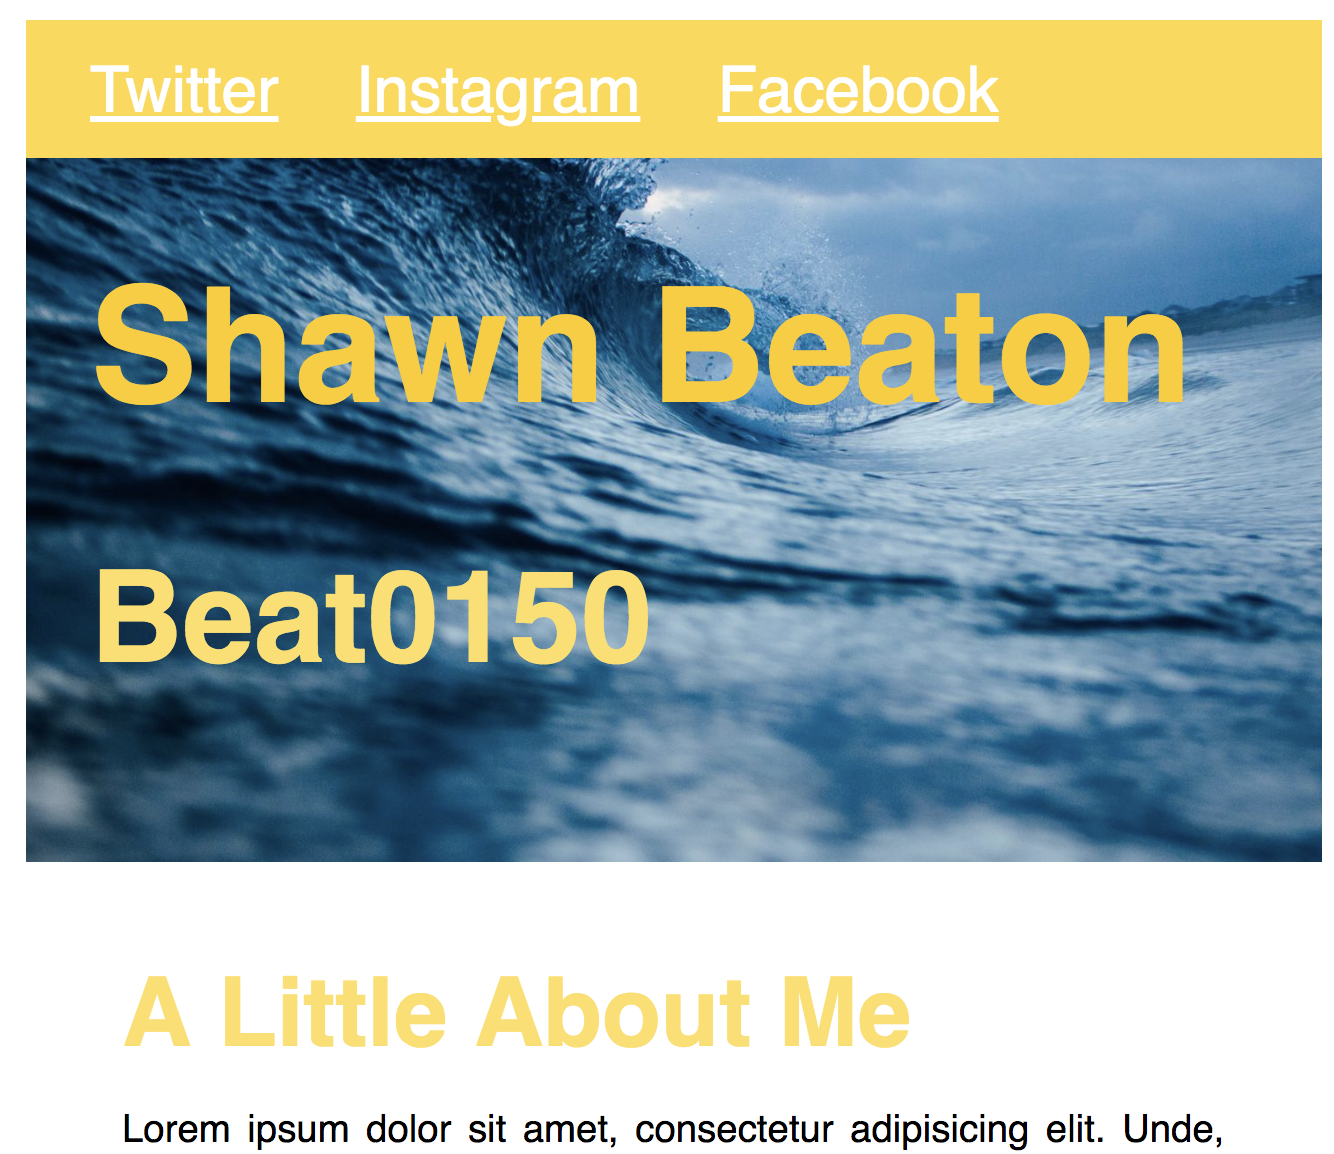 Twitter Instagram Facebook
Shawn Beaton
Beat0150
A Little About Me
Lorem ipsum dolor sit amet, consectetur adipisicing elit. Unde,